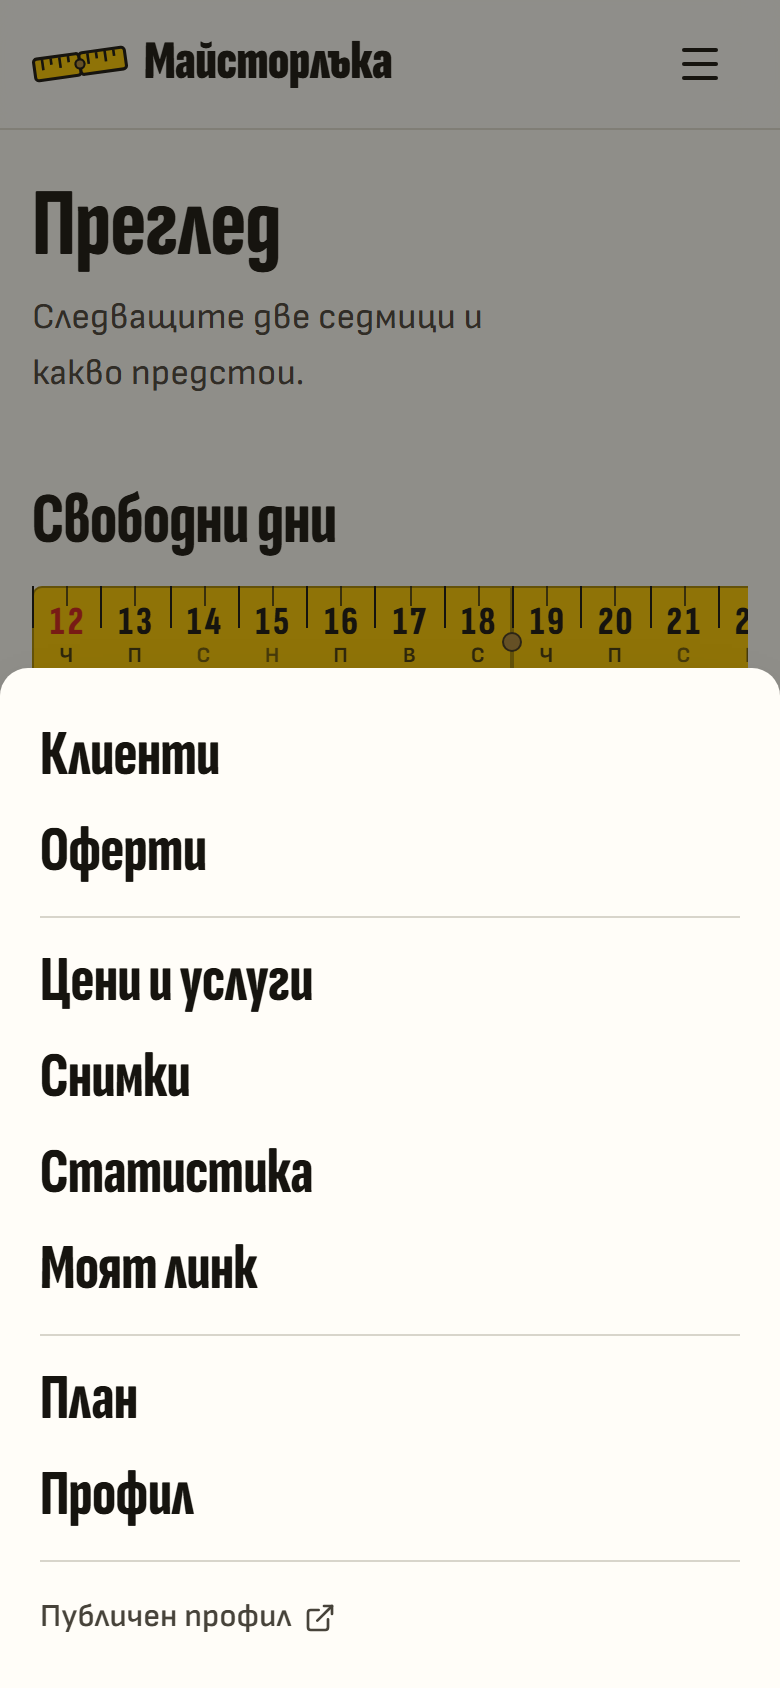 Майсторлъка
Преглед
Следващите две седмици и
какво предстои.
Свободни дни
12 13 14 15 16 17 18 19 20 21
Ч П С Н П В С Ч П С
Клиенти
Оферти
Цени и услуги
Снимки
Статистика
Моят линк
План
Профил
Публичен профил